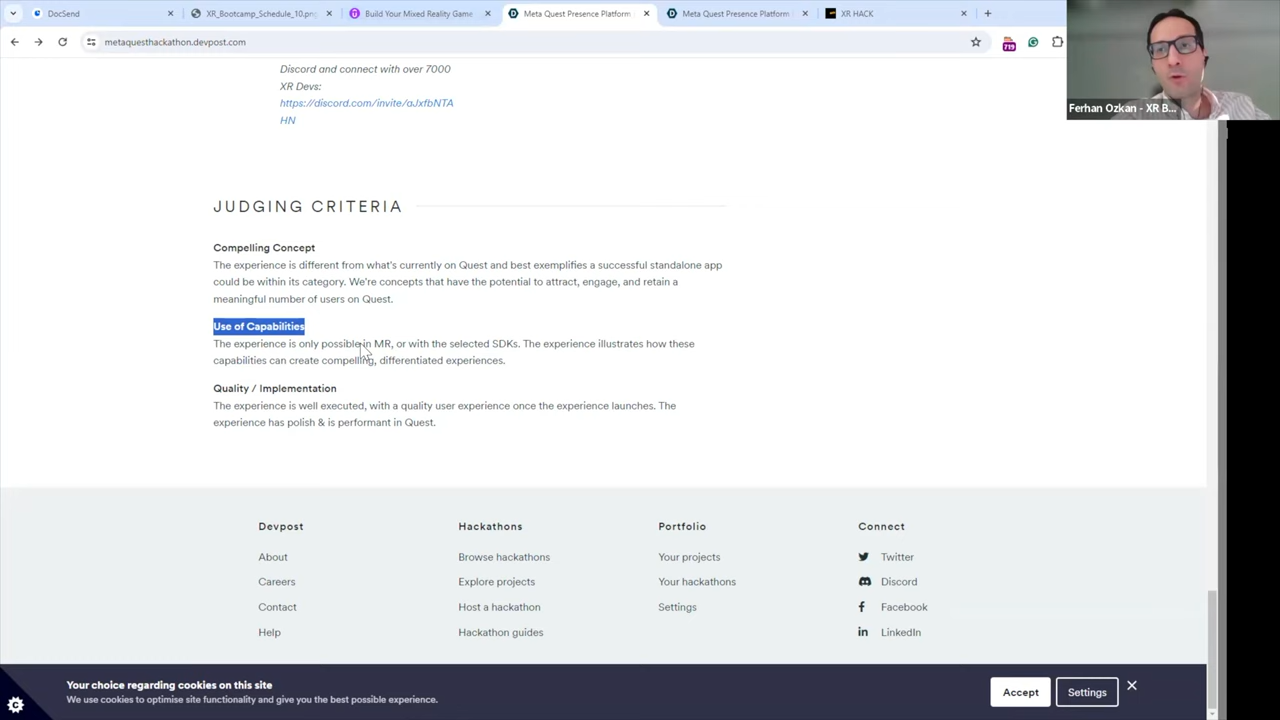 DocSend
XR_Bootcamp_Schedule_10.png
Build Your Mixed Reality Game
Meta Quest Presence Platform
Meta Quest Presence Platform
XR HACK
metaquesthackathon.devpost.com
719
Ferhan Ozkan - XR B...
Discord and connect with over 7000
XR Devs:
https://discord.com/invite/aJxfbNTA
HN
JUDGING CRITERIA
Compelling Concept
The experience is different from what's currently on Quest and best exemplifies a successful standalone app
could be within its category. We're concepts that have the potential to attract, engage, and retain a
meaningful number of users on Quest.
Use of Capabilities
The experience is only possible in MR, or with the selected SDKs. The experience illustrates how these
capabilities can create compelling, differentiated experiences.
Quality / Implementation
The experience is well executed, with a quality user experience once the experience launches. The
experience has polish & is performant in Quest.
Devpost
Hackathons
Portfolio
Connect
About
Browse hackathons
Your projects
Twitter
Careers
Explore projects
Your hackathons
Discord
Contact
Host a hackathon
Settings
Facebook
Help
Hackathon guides
LinkedIn
Your choice regarding cookies on this site
We use cookies to optimise site functionality and give you the best possible experience.
Accept
Settings